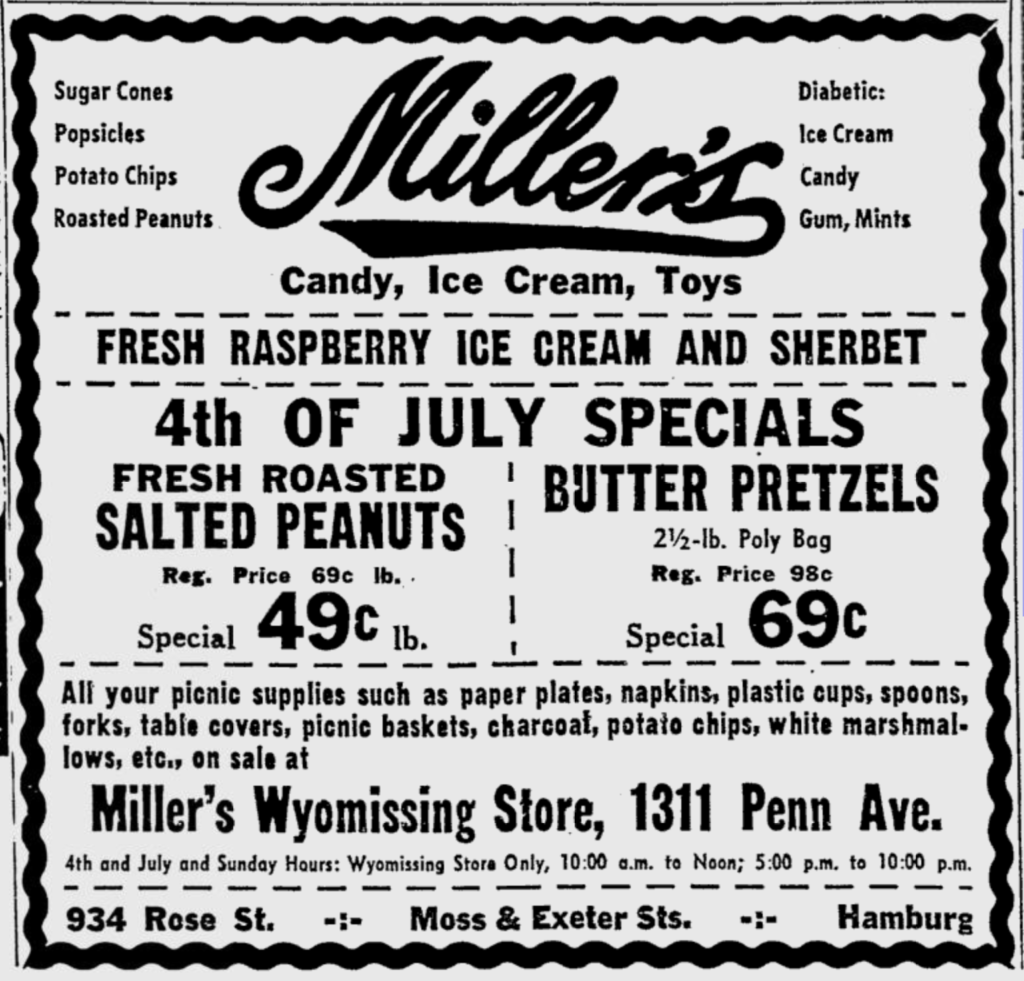 Sugar Cones
Popsicles
Potato Chips
Roasted Peanuts
Miller's
Diabetic:
Ice Cream
Candy
Gum, Mints
Candy, Ice Cream, Toys
FRESH RASPBERRY ICE CREAM AND SHERBET
4th OF JULY SPECIALS
FRESH ROASTED
SALTED PEANUTS
Reg. Price 69c lb.
Special 49c lb.
BUTTER PRETZELS
2½-lb. Poly Bag
Reg. Price 98c
Special 69c
All your picnic supplies such as paper plates, napkins, plastic cups, spoons,
forks, table covers, picnic baskets, charcoal, potato chips, white marshmal-
lows, etc., on sale at
Miller's Wyomissing Store, 1311 Penn Ave.
4th and July and Sunday Hours: Wyomissing Store Only, 10:00 a.m. to Noon; 5:00 p.m. to 10:00 p.m.
934 Rose St. -:- Moss & Exeter Sts. -:- Hamburg